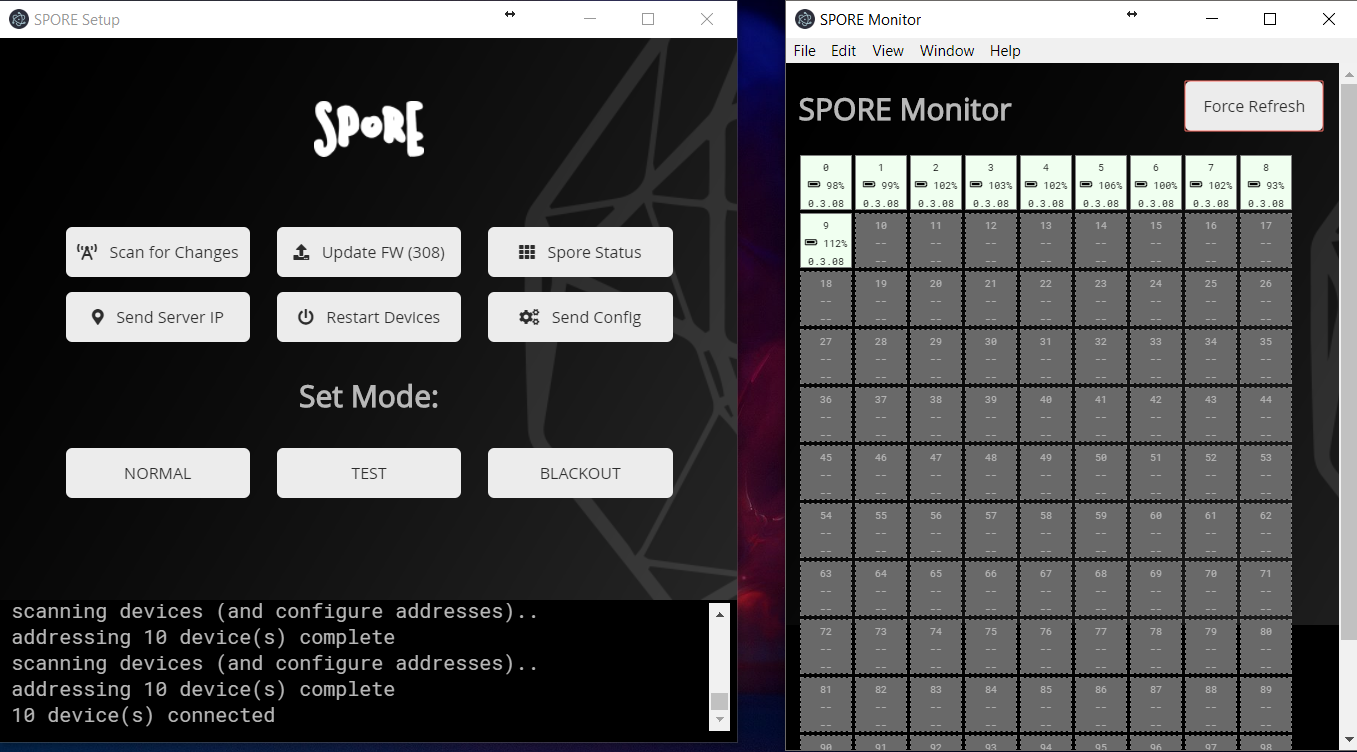 SPORE Setup
SPORE
Scan for Changes Update FW (308) Spore Status
Send Server IP Restart Devices Send Config
Set Mode:
NORMAL TEST BLACKOUT
scanning devices (and configure addresses)..
addressing 10 device(s) complete
scanning devices (and configure addresses)..
addressing 10 device(s) complete
10 device(s) connected
SPORE Monitor
File Edit View Window Help
SPORE Monitor Force Refresh
0 1 2 3 4 5 6 7 8
98% 99% 102% 103% 102% 106% 100% 102% 93%
0.3.08 0.3.08 0.3.08 0.3.08 0.3.08 0.3.08 0.3.08 0.3.08 0.3.08
9 10 11 12 13 14 15 16 17
112% -- -- -- -- -- -- -- --
0.3.08 -- -- -- -- -- -- -- --
18 19 20 21 22 23 24 25 26
-- -- -- -- -- -- -- -- --
-- -- -- -- -- -- -- -- --
27 28 29 30 31 32 33 34 35
-- -- -- -- -- -- -- -- --
-- -- -- -- -- -- -- -- --
36 37 38 39 40 41 42 43 44
-- -- -- -- -- -- -- -- --
-- -- -- -- -- -- -- -- --
45 46 47 48 49 50 51 52 53
-- -- -- -- -- -- -- -- --
-- -- -- -- -- -- -- -- --
54 55 56 57 58 59 60 61 62
-- -- -- -- -- -- -- -- --
-- -- -- -- -- -- -- -- --
63 64 65 66 67 68 69 70 71
-- -- -- -- -- -- -- -- --
-- -- -- -- -- -- -- -- --
72 73 74 75 76 77 78 79 80
-- -- -- -- -- -- -- -- --
-- -- -- -- -- -- -- -- --
81 82 83 84 85 86 87 88 89
-- -- -- -- -- -- -- -- --
-- -- -- -- -- -- -- -- --
90 91 92 93 94 95 96 97 98